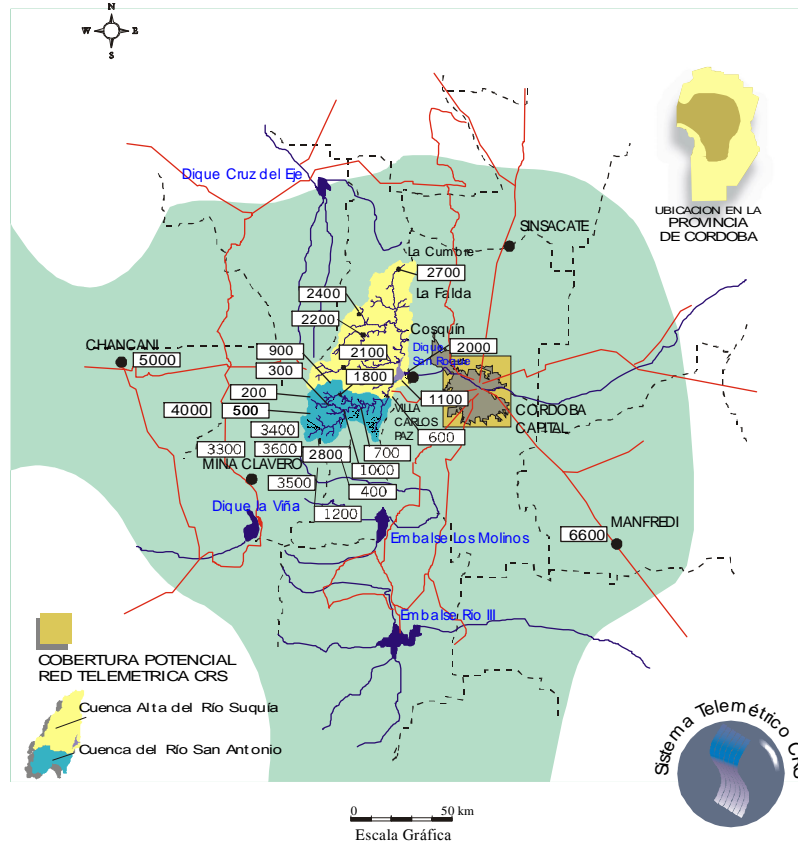 N
W
E
S
Dique Cruz del Eje
UBICACION EN LA
PROVINCIA
DE CORDOBA
SINSACATE
La Cumbre
2700
La Falda
2400
2200
Cosquín
CHANCANI
5000
900
2100
Dique
San Roque
2000
300
1800
200
1100
4000
500
VILLA
CARLOS
PAZ
CORDOBA
CAPITAL
3400
600
3300
3600
2800
700
MINA CLAVERO
1000
3500
400
Dique la Viña
1200
Embalse Los Molinos
MANFREDI
6600
Embalse Rio III
COBERTURA POTENCIAL
RED TELEMETRICA CRS
Cuenca Alta del Río Suquía
Cuenca del Río San Antonio
Sistema Telemétrico CRS
0
50 km
Escala Gráfica